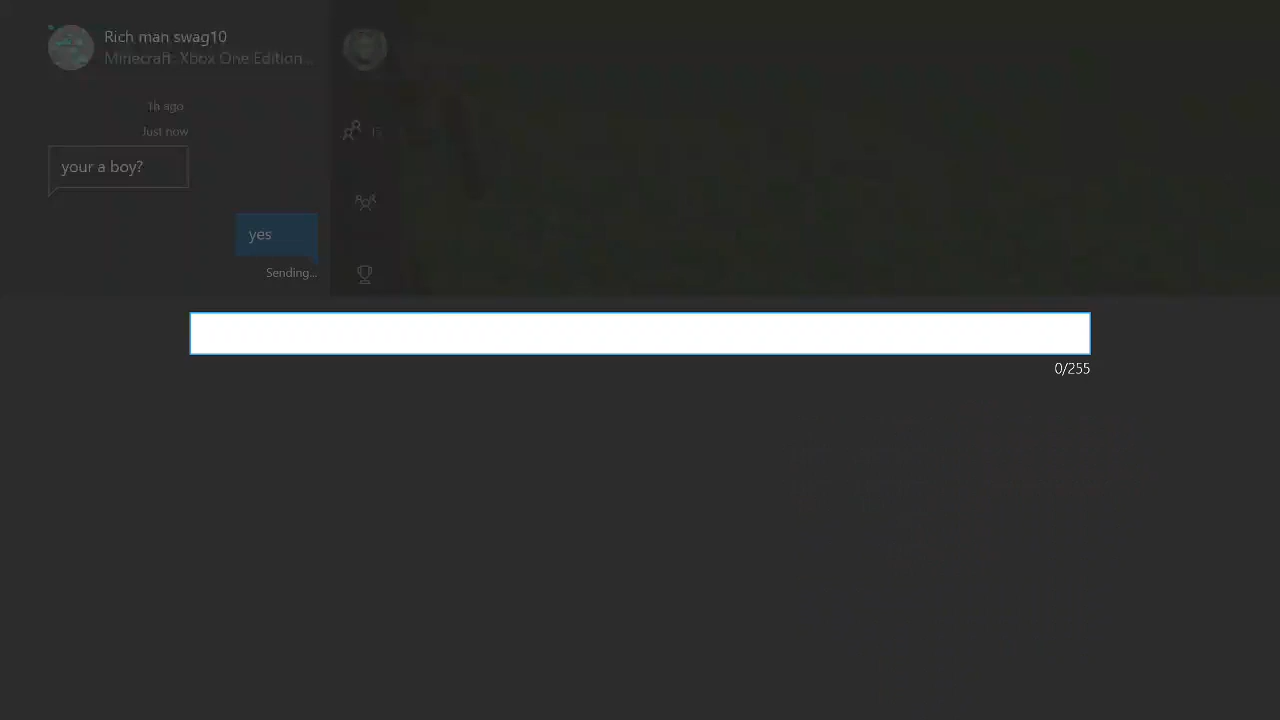 Rich man swag10
Minecraft: Xbox One Edition...
1h ago
Just now
your a boy?
yes
Sending...
0/255